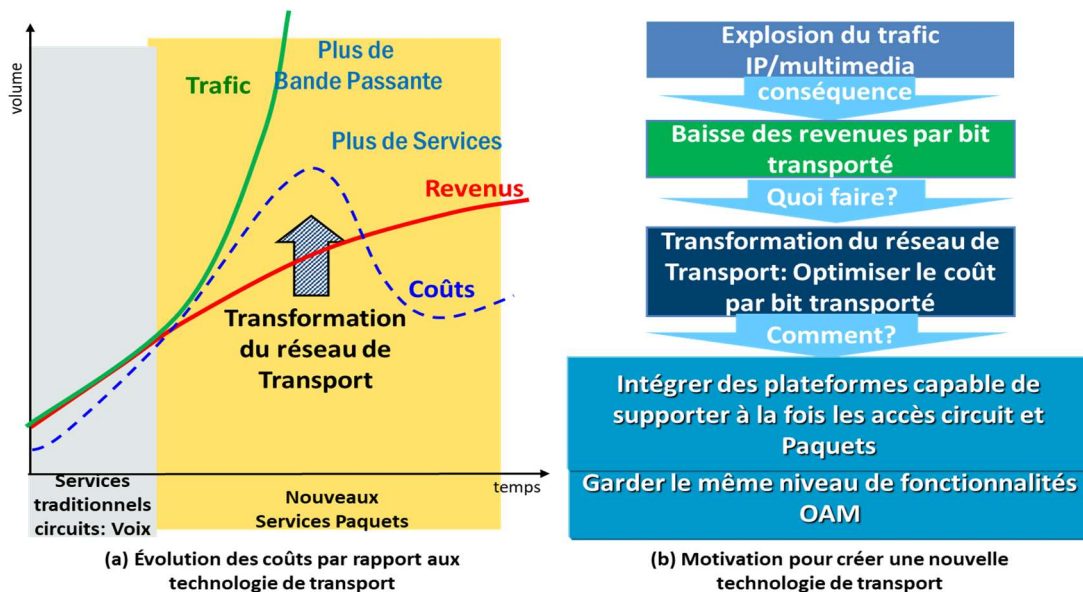 volume
Trafic
Plus de
Bande Passante
Plus de Services
Revenus
Coûts
Transformation
du réseau de
Transport
temps
Services
traditionnels
circuits: Voix
Nouveaux
Services Paquets
(a) Évolution des coûts par rapport aux
technologie de transport
Explosion du trafic
IP/multimedia
conséquence
Baisse des revenues par bit
transporté
Quoi faire?
Transformation du réseau de
Transport: Optimiser le coût
par bit transporté
Comment?
Intégrer des plateformes capable de
supporter à la fois les accès circuit et
Paquets
Garder le même niveau de fonctionnalités
OAM
(b) Motivation pour créer une nouvelle
technologie de transport